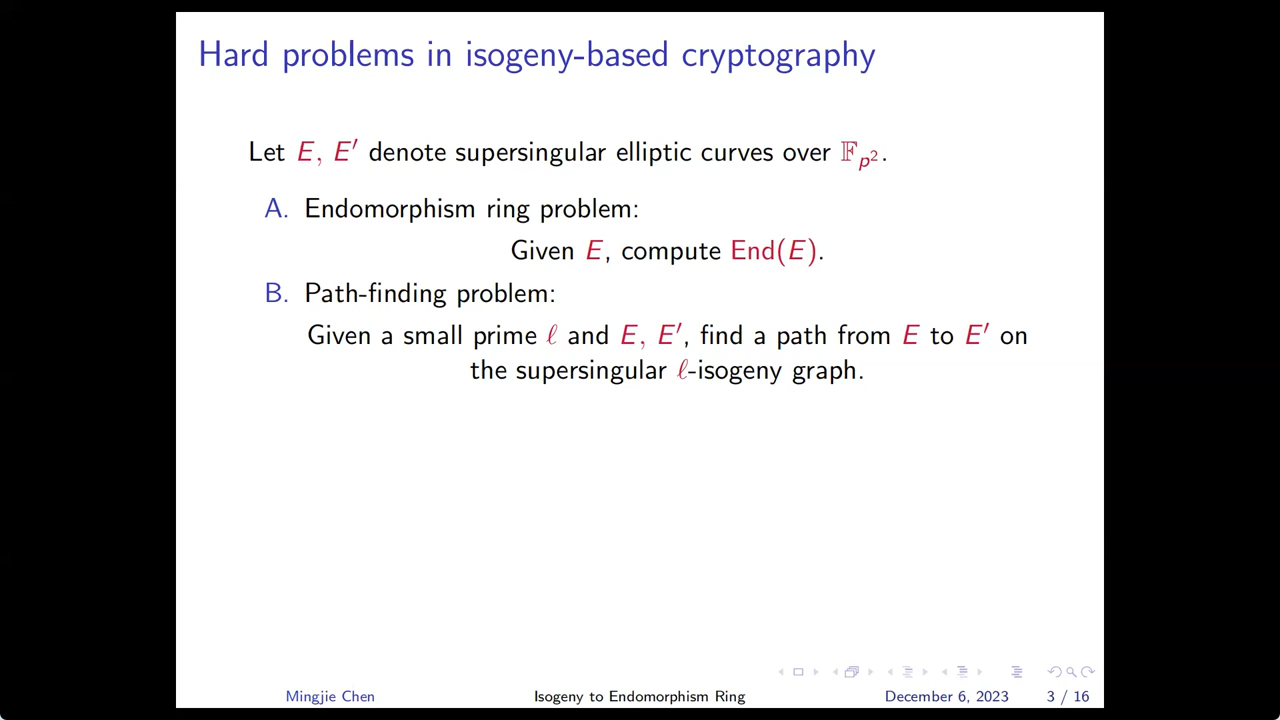 Hard problems in isogeny-based cryptography
Let E, E′ denote supersingular elliptic curves over 𝔽_{p²}.
A. Endomorphism ring problem:
Given E, compute End(E).
B. Path-finding problem:
Given a small prime ℓ and E, E′, find a path from E to E′ on
the supersingular ℓ-isogeny graph.
Mingjie Chen Isogeny to Endomorphism Ring December 6, 2023 3 / 16